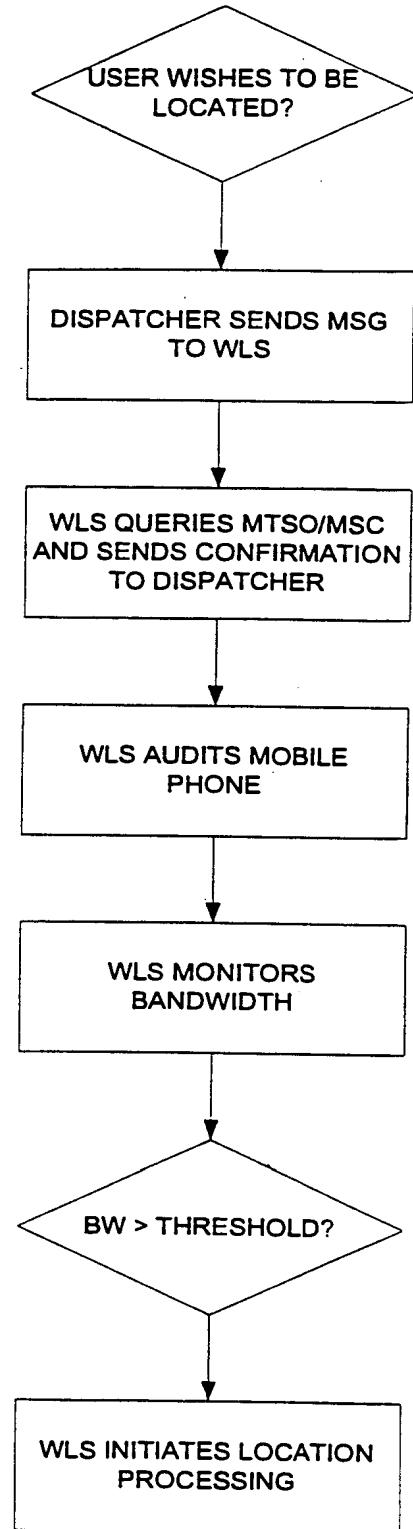 USER WISHES TO BE
LOCATED?
DISPATCHER SENDS MSG
TO WLS
WLS QUERIES MTSO/MSC
AND SENDS CONFIRMATION
TO DISPATCHER
WLS AUDITS MOBILE
PHONE
WLS MONITORS
BANDWIDTH
BW > THRESHOLD?
WLS INITIATES LOCATION
PROCESSING